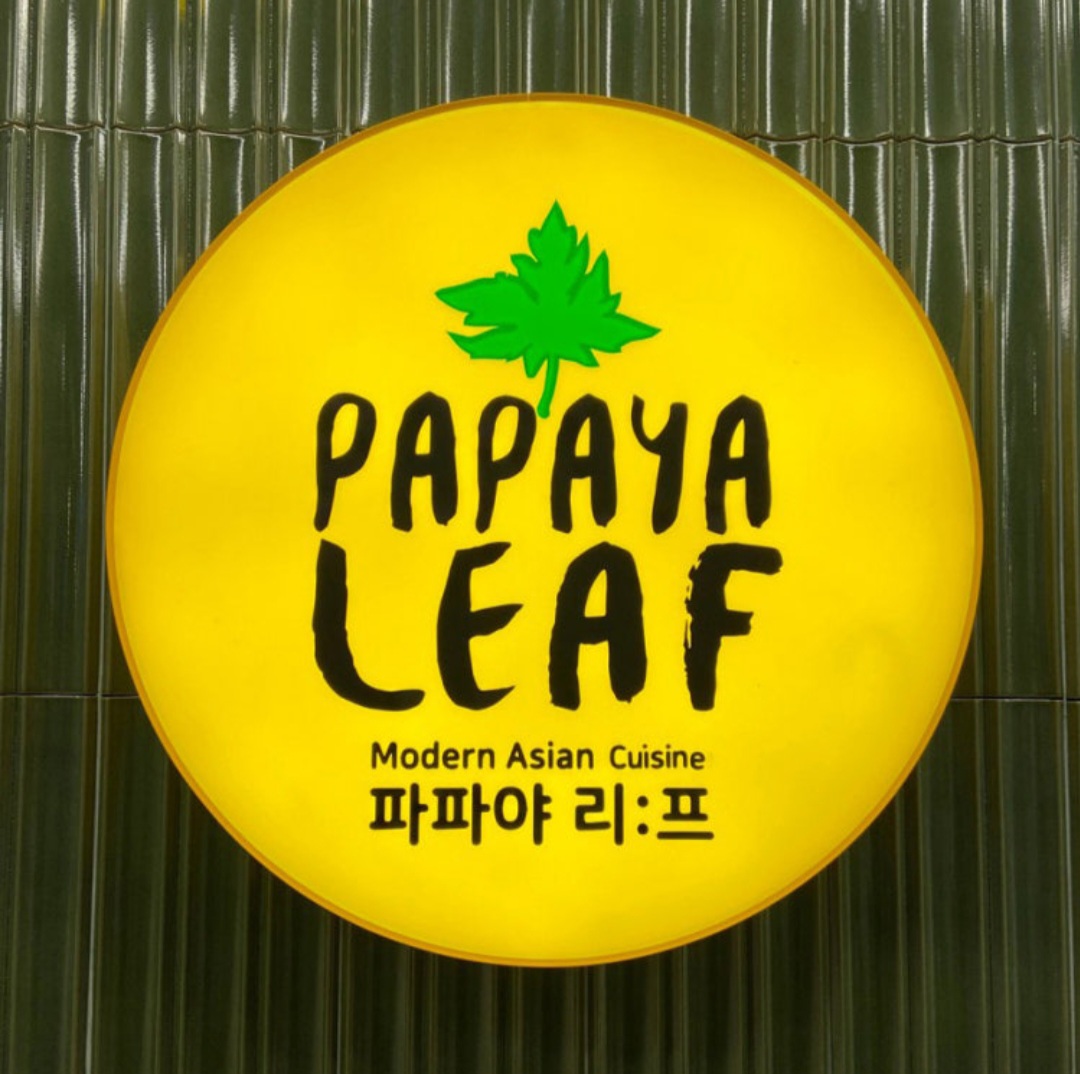 PAPAYA
LEAF
Modern Asian Cuisine
파파야 리:프